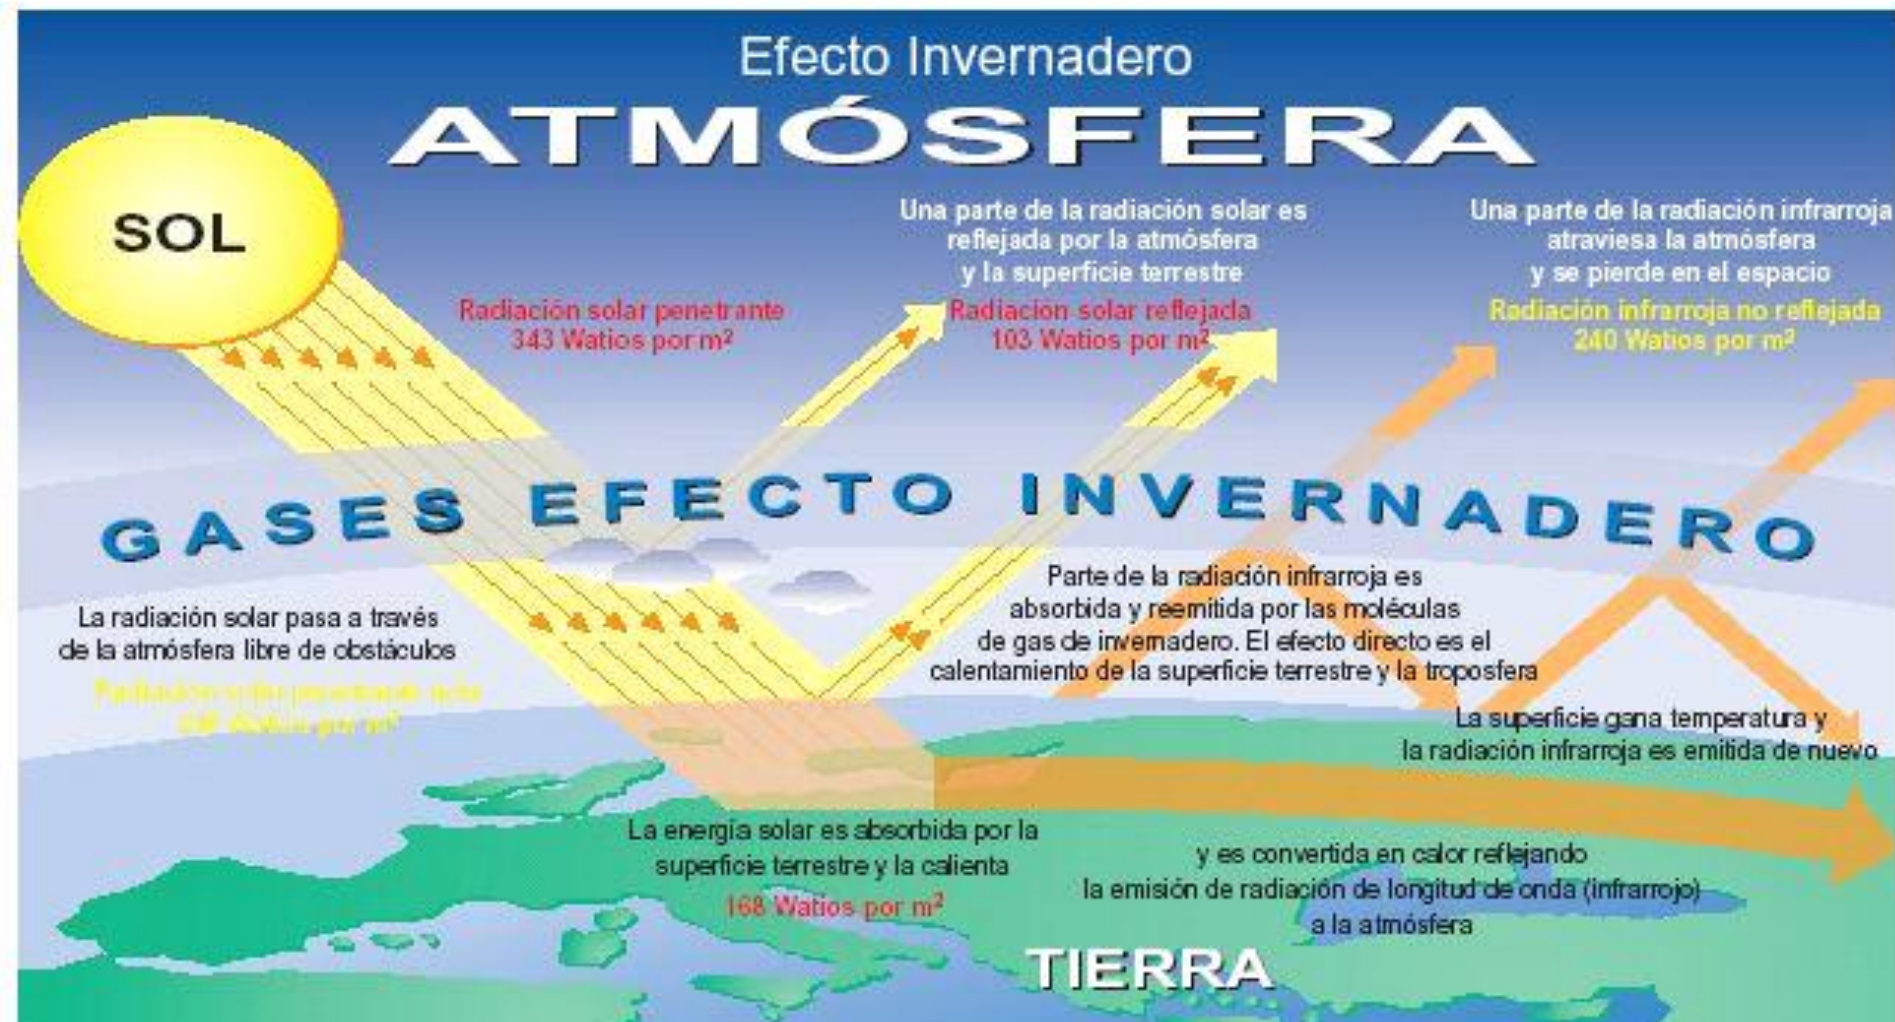 Efecto Invernadero
ATMÓSFERA
SOL
Una parte de la radiación solar es
reflejada por la atmósfera
y la superficie terrestre
Radiación solar reflejada
103 Watios por m²
Una parte de la radiación infrarroja
atraviesa la atmósfera
y se pierde en el espacio
Radiación infrarroja no reflejada
240 Watios por m²
Radiación solar penetrante
343 Watios por m²
GASES EFECTO INVERNADERO
La radiación solar pasa a través
de la atmósfera libre de obstáculos
Radiación solar penetrante neta
Watios por m²
Parte de la radiación infrarroja es
absorbida y reemitida por las moléculas
de gas de invernadero. El efecto directo es el
calentamiento de la superficie terrestre y la troposfera
La superficie gana temperatura y
la radiación infrarroja es emitida de nuevo
La energía solar es absorbida por la
superficie terrestre y la calienta
168 Watios por m²
y es convertida en calor reflejando
la emisión de radiación de longitud de onda (infrarrojo)
a la atmósfera
TIERRA